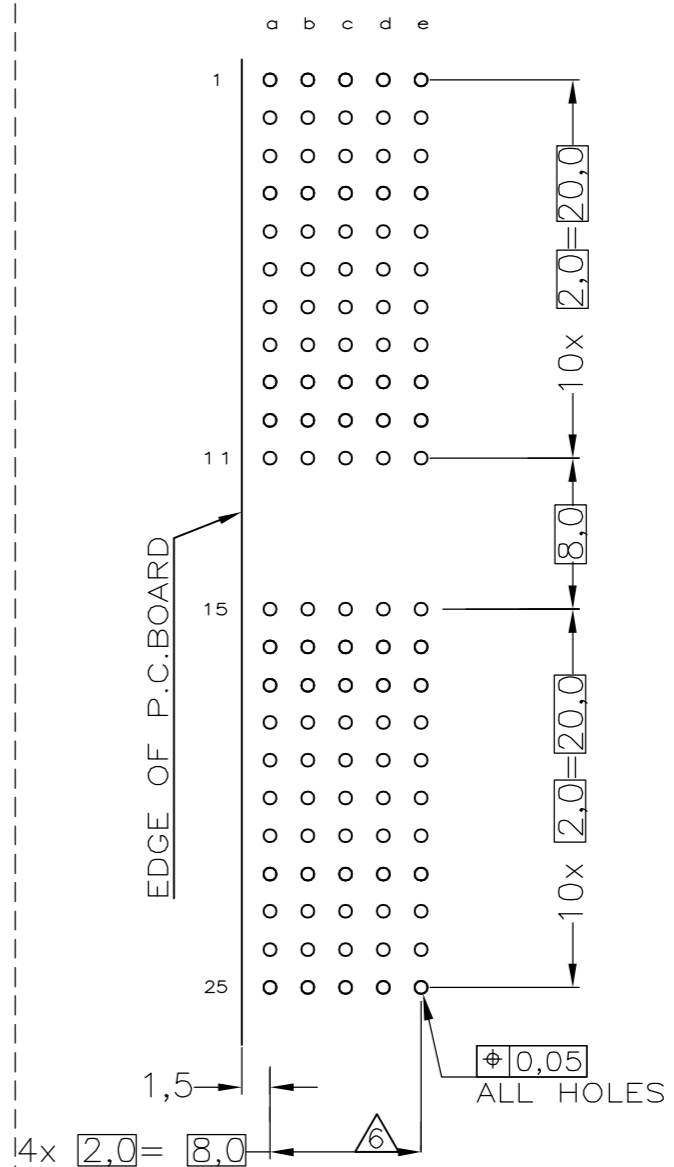 a b c d e
1
10x 2,0=20,0
11
8,0
EDGE OF P.C.BOARD
15
10x 2,0=20,0
25
⌖ 0,05
ALL HOLES
1,5
4x 2,0= 8,0
6